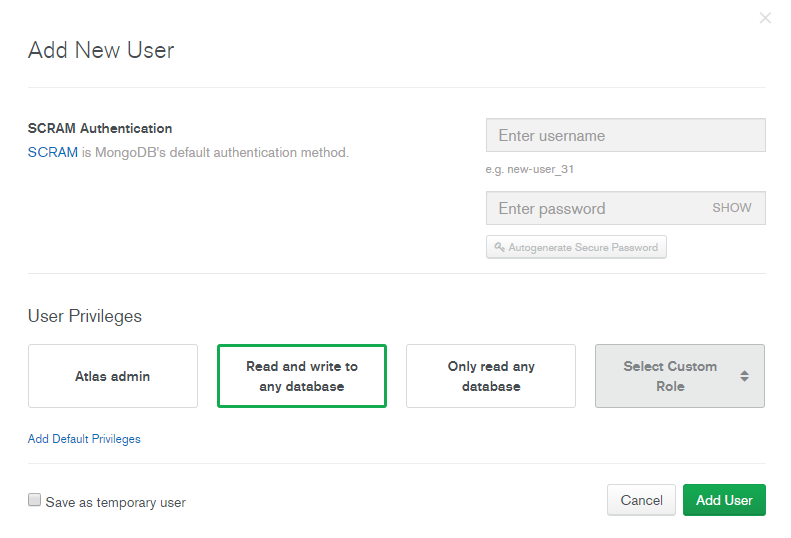 ×
Add New User
SCRAM Authentication
SCRAM is MongoDB's default authentication method.
Enter username
e.g. new-user_31
Enter password SHOW
Autogenerate Secure Password
User Privileges
Atlas admin
Read and write to
any database
Only read any
database
Select Custom
Role
Add Default Privileges
Save as temporary user
Cancel
Add User